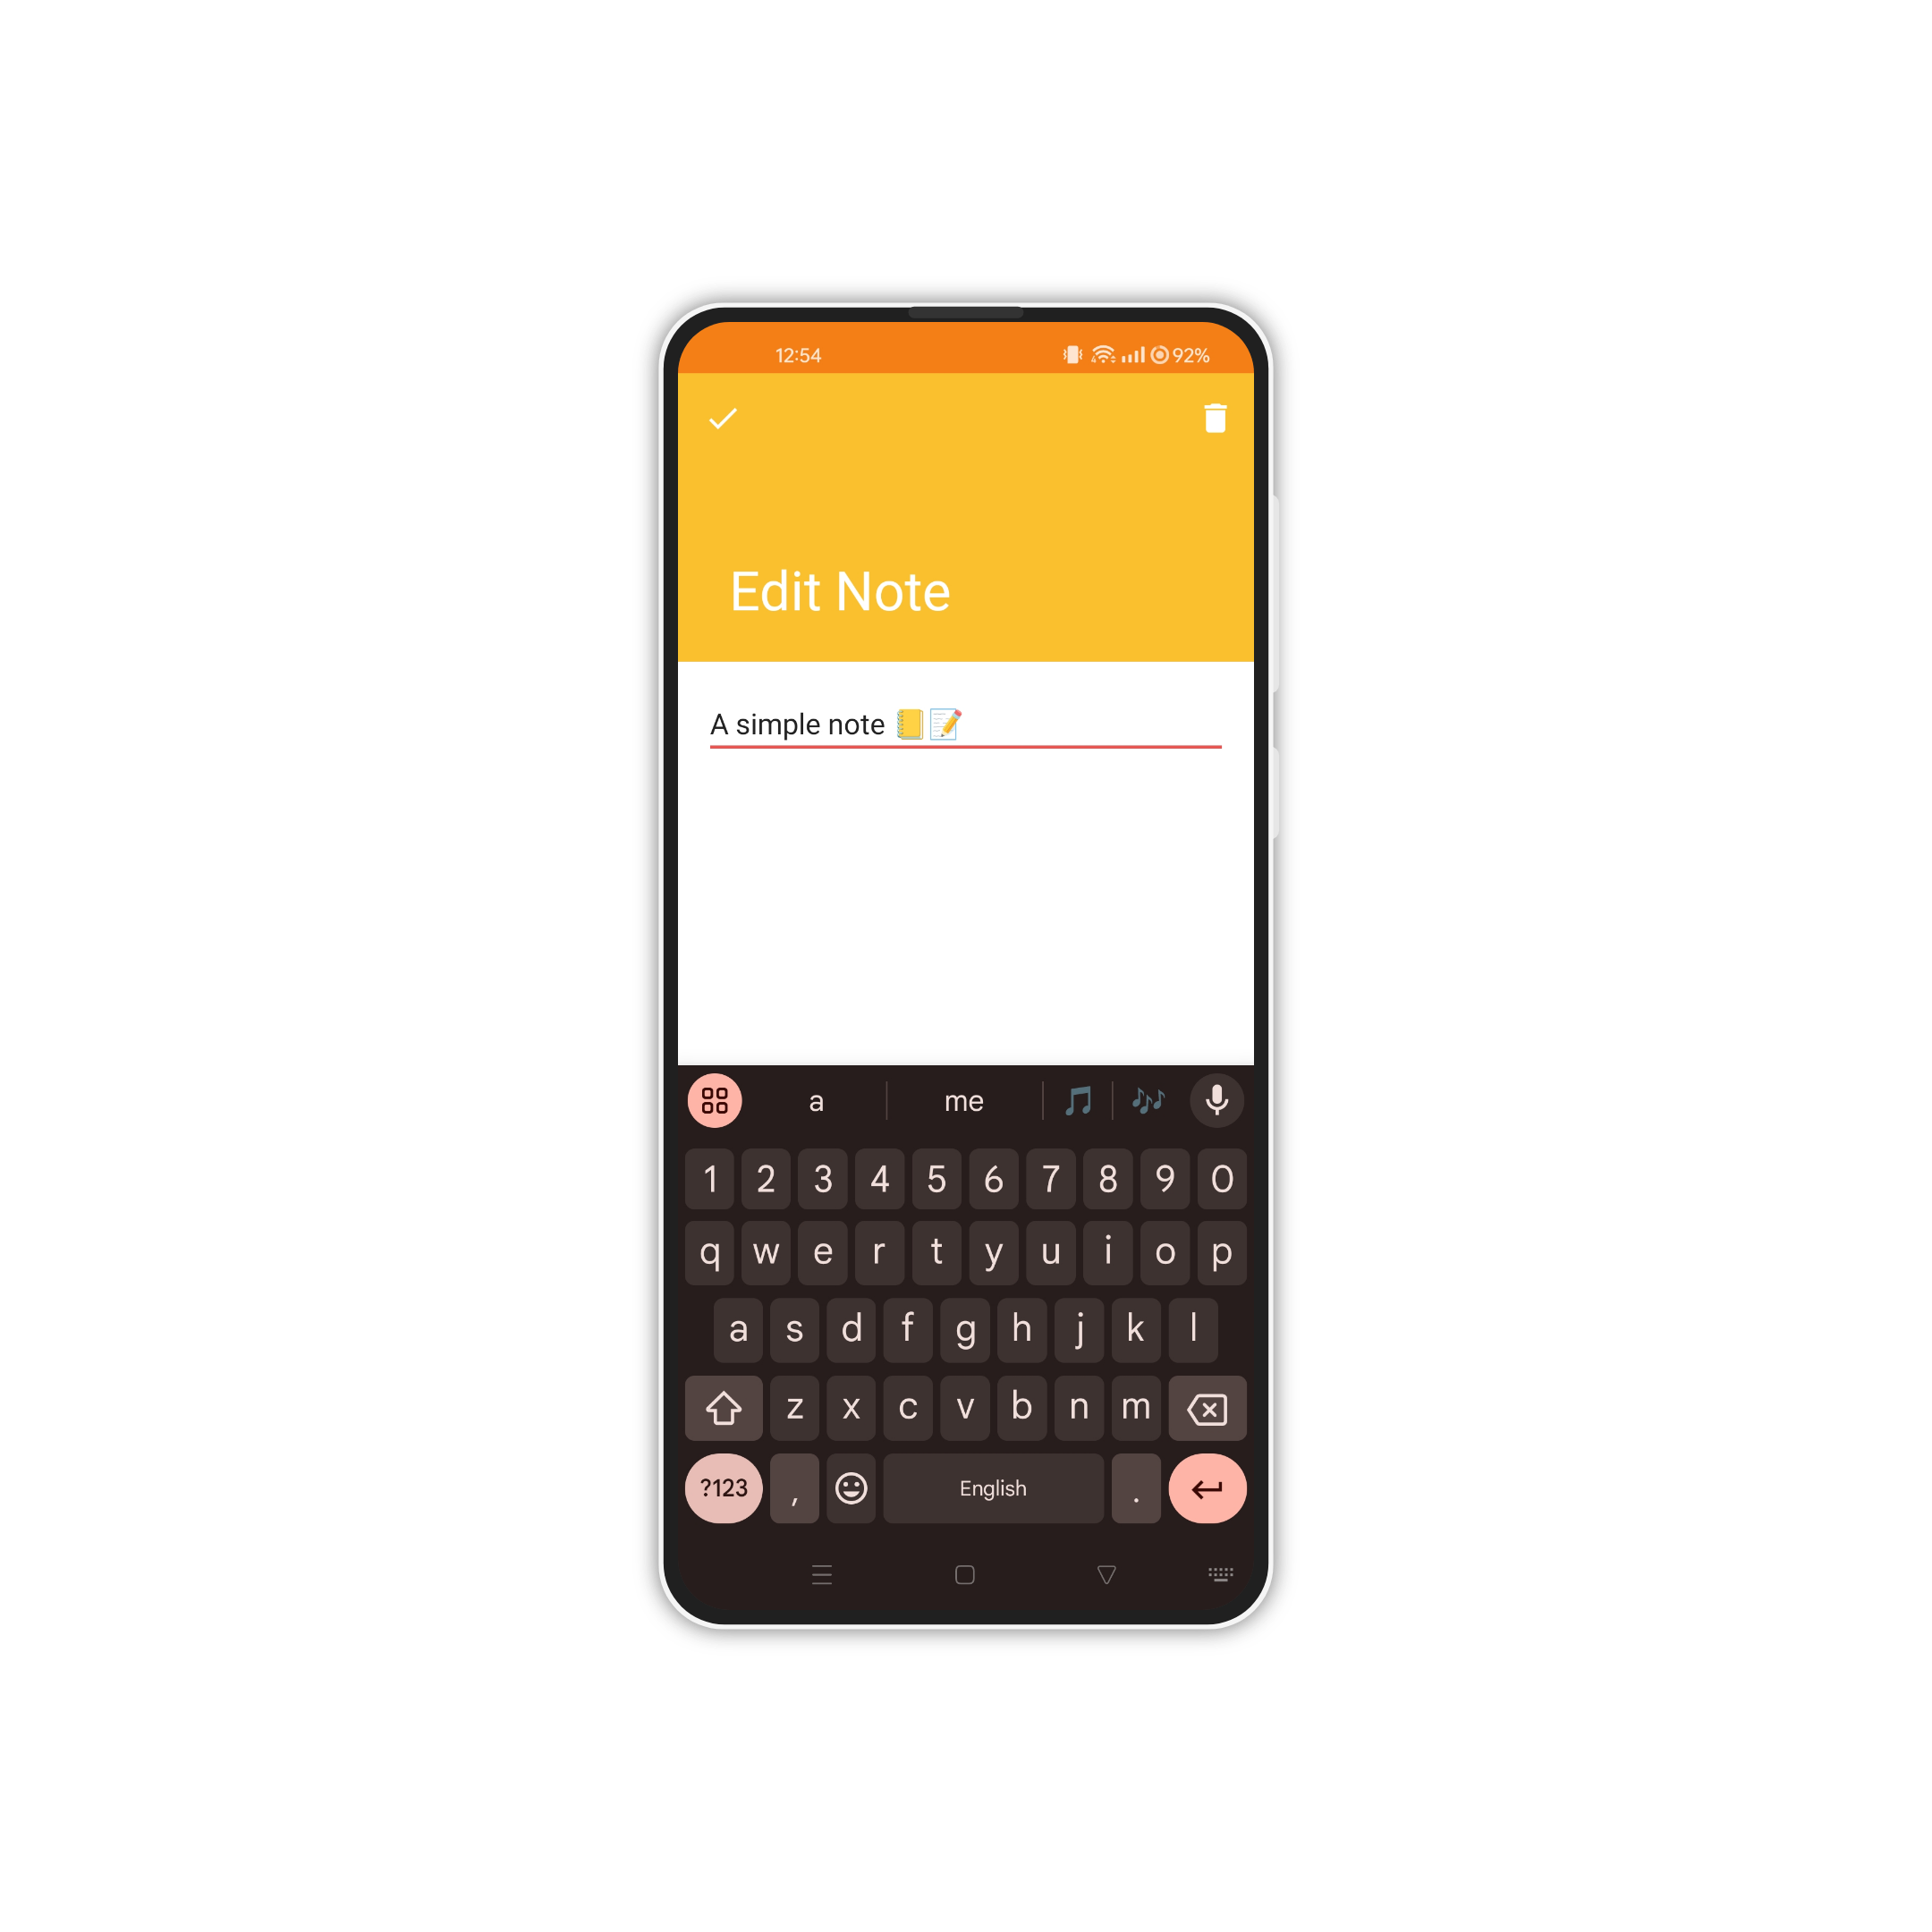 12:54 92%
Edit Note
A simple note 📒📝
a me 🎵 🎶
1 2 3 4 5 6 7 8 9 0
q w e r t y u i o p
a s d f g h j k l
z x c v b n m
?123 , English .